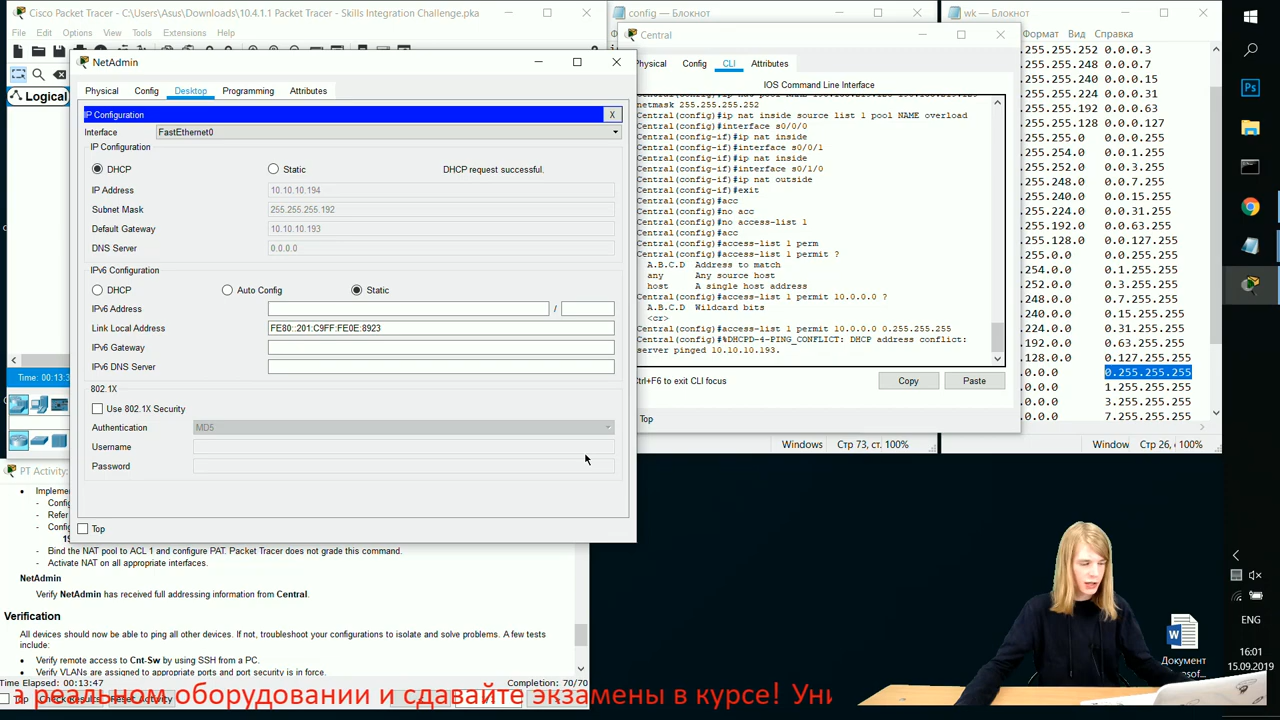 Cisco Packet Tracer - C:\Users\Asus\Downloads\10.4.1.1 Packet Tracer - Skills Integration Challenge.pka
File Edit Options View Tools Extensions Help
Logical
Time: 00:13:3
NetAdmin
Physical Config Desktop Programming Attributes
IP Configuration X
Interface FastEthernet0
IP Configuration
DHCP Static DHCP request successful.
IP Address 10.10.10.194
Subnet Mask 255.255.255.192
Default Gateway 10.10.10.193
DNS Server 0.0.0.0
IPv6 Configuration
DHCP Auto Config Static
IPv6 Address /
Link Local Address FE80::201:C9FF:FE0E:8923
IPv6 Gateway
IPv6 DNS Server
802.1X
Use 802.1X Security
Authentication MD5
Username
Password
Top
config — Блокнот
Central
Physical Config CLI Attributes
IOS Command Line Interface
netmask 255.255.255.252
Central(config)#ip nat inside source list 1 pool NAME overload
Central(config)#interface s0/0/0
Central(config-if)#ip nat inside
Central(config-if)#interface s0/0/1
Central(config-if)#ip nat inside
Central(config-if)#interface s0/1/0
Central(config-if)#ip nat outside
Central(config-if)#exit
Central(config)#acc
Central(config)#no acc
Central(config)#no access-list 1
Central(config)#acc
Central(config)#access-list 1 perm
Central(config)#access-list 1 permit ?
A.B.C.D Address to match
any Any source host
host A single host address
Central(config)#access-list 1 permit 10.0.0.0 ?
A.B.C.D Wildcard bits
<cr>
Central(config)#access-list 1 permit 10.0.0.0 0.255.255.255
Central(config)#%DHCPD-4-PING_CONFLICT: DHCP address conflict:
server pinged 10.10.10.193.
Ctrl+F6 to exit CLI focus
Copy Paste
Top
Windows Стр 73, ст. 100%
wk — Блокнот
Формат Вид Справка
.255.255.252 0.0.0.3
.255.255.248 0.0.0.7
.255.255.240 0.0.0.15
.255.255.224 0.0.0.31
.255.255.192 0.0.0.63
.255.255.128 0.0.0.127
.255.255.0 0.0.0.255
.255.254.0 0.0.1.255
.255.252.0 0.0.3.255
.255.248.0 0.0.7.255
.255.240.0 0.0.15.255
.255.224.0 0.0.31.255
.255.192.0 0.0.63.255
.255.128.0 0.0.127.255
.255.0.0 0.0.255.255
.254.0.0 0.1.255.255
.252.0.0 0.3.255.255
.248.0.0 0.7.255.255
.240.0.0 0.15.255.255
.224.0.0 0.31.255.255
.192.0.0 0.63.255.255
.128.0.0 0.127.255.255
.0.0.0 0.255.255.255
.0.0.0 1.255.255.255
.0.0.0 3.255.255.255
.0.0.0 7.255.255.255
Window Стр 26, 100%
PT Activity:
Implemen
- Config
- Refer
- Config
- Bind the NAT pool to ACL 1 and configure PAT. Packet Tracer does not grade this command.
- Activate NAT on all appropriate interfaces.
NetAdmin
Verify NetAdmin has received full addressing information from Central.
Verification
All devices should now be able to ping all other devices. If not, troubleshoot your configurations to isolate and solve problems. A few tests
include:
Verify remote access to Cnt-Sw by using SSH from a PC.
Verify VLANs are assigned to appropriate ports and port security is in force.
Time Elapsed: 00:13:47 Completion: 70/70
а реальном оборудовании и сдавайте экзамены в курсе! Уни
Ps
Документ
ENG
16:01
15.09.2019